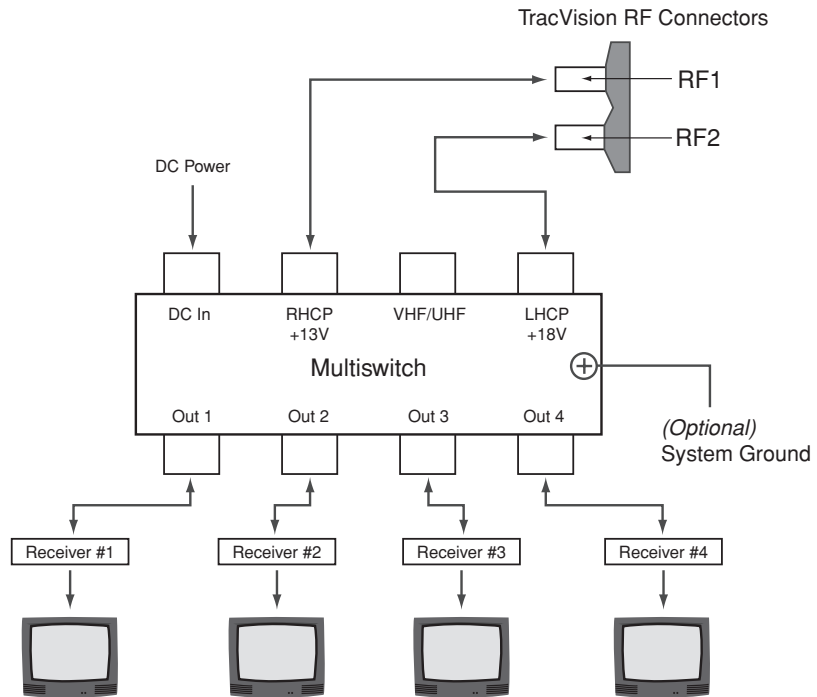 TracVision RF Connectors
RF1
RF2
DC Power
DC In
RHCP
+13V
VHF/UHF
LHCP
+18V
Multiswitch
Out 1
Out 2
Out 3
Out 4
(Optional)
System Ground
Receiver #1
Receiver #2
Receiver #3
Receiver #4